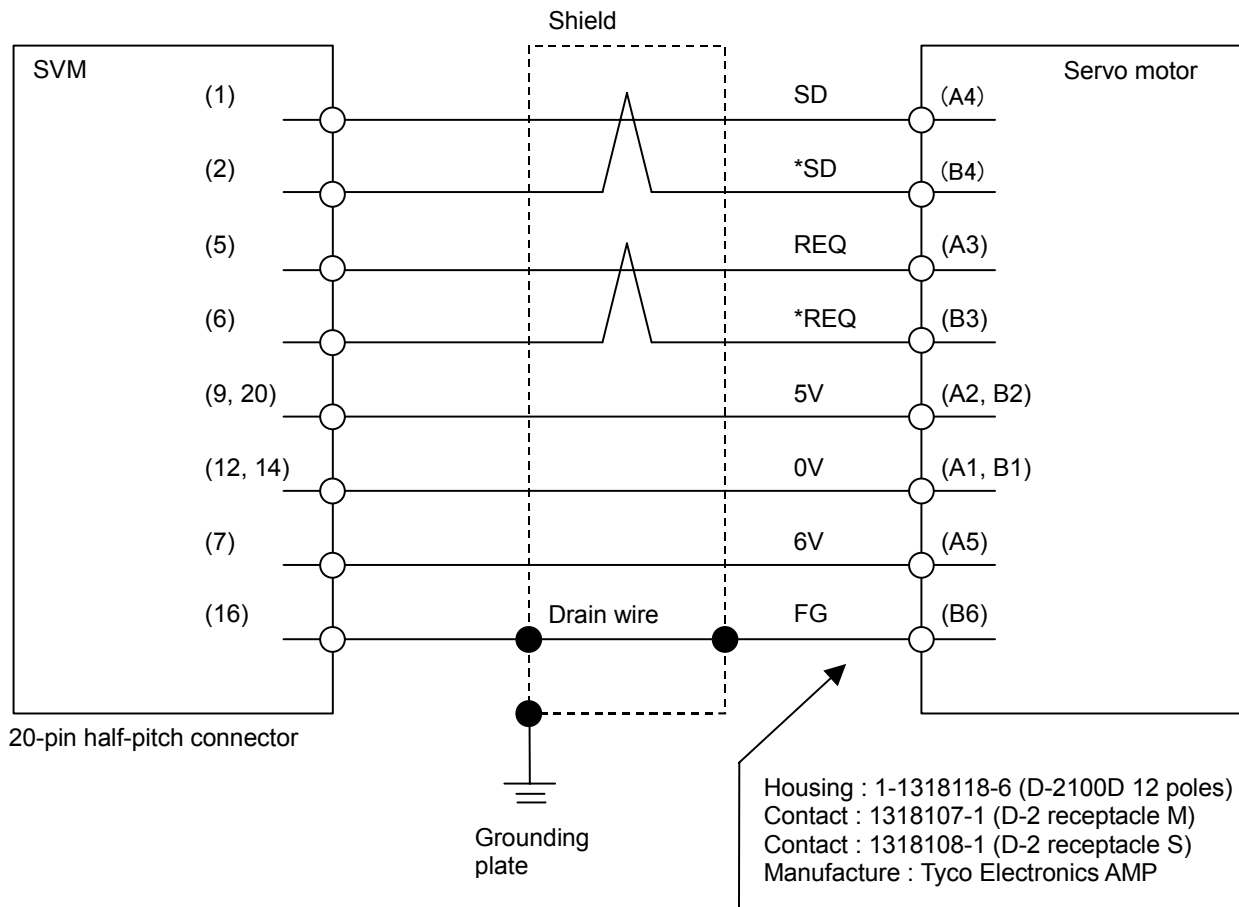 Shield
SVM
Servo motor
(1) SD (A4)
(2) *SD (B4)
(5) REQ (A3)
(6) *REQ (B3)
(9, 20) 5V (A2, B2)
(12, 14) 0V (A1, B1)
(7) 6V (A5)
(16) Drain wire FG (B6)
20-pin half-pitch connector
Grounding
plate
Housing : 1-1318118-6 (D-2100D 12 poles)
Contact : 1318107-1 (D-2 receptacle M)
Contact : 1318108-1 (D-2 receptacle S)
Manufacture : Tyco Electronics AMP